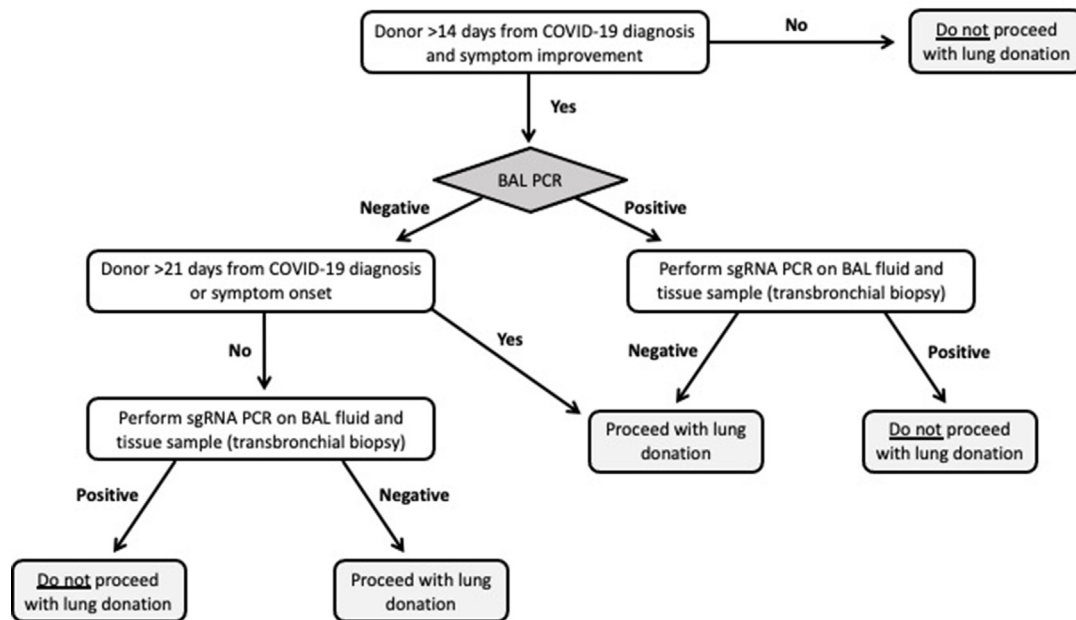 Donor >14 days from COVID-19 diagnosis
and symptom improvement
No
Do not proceed
with lung donation
Yes
BAL PCR
Negative
Positive
Donor >21 days from COVID-19 diagnosis
or symptom onset
Perform sgRNA PCR on BAL fluid and
tissue sample (transbronchial biopsy)
No
Yes
Negative
Positive
Perform sgRNA PCR on BAL fluid and
tissue sample (transbronchial biopsy)
Proceed with lung
donation
Do not proceed
with lung donation
Positive
Negative
Do not proceed
with lung donation
Proceed with lung
donation